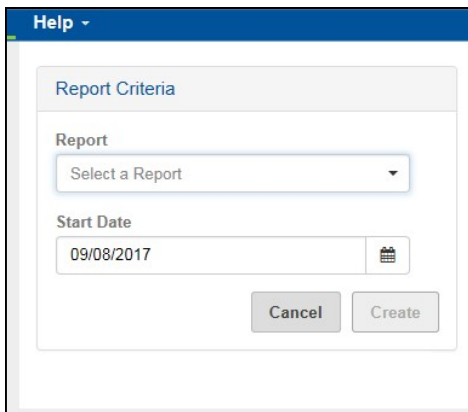 Help
Report Criteria
Report
Select a Report
Start Date
09/08/2017
Cancel Create